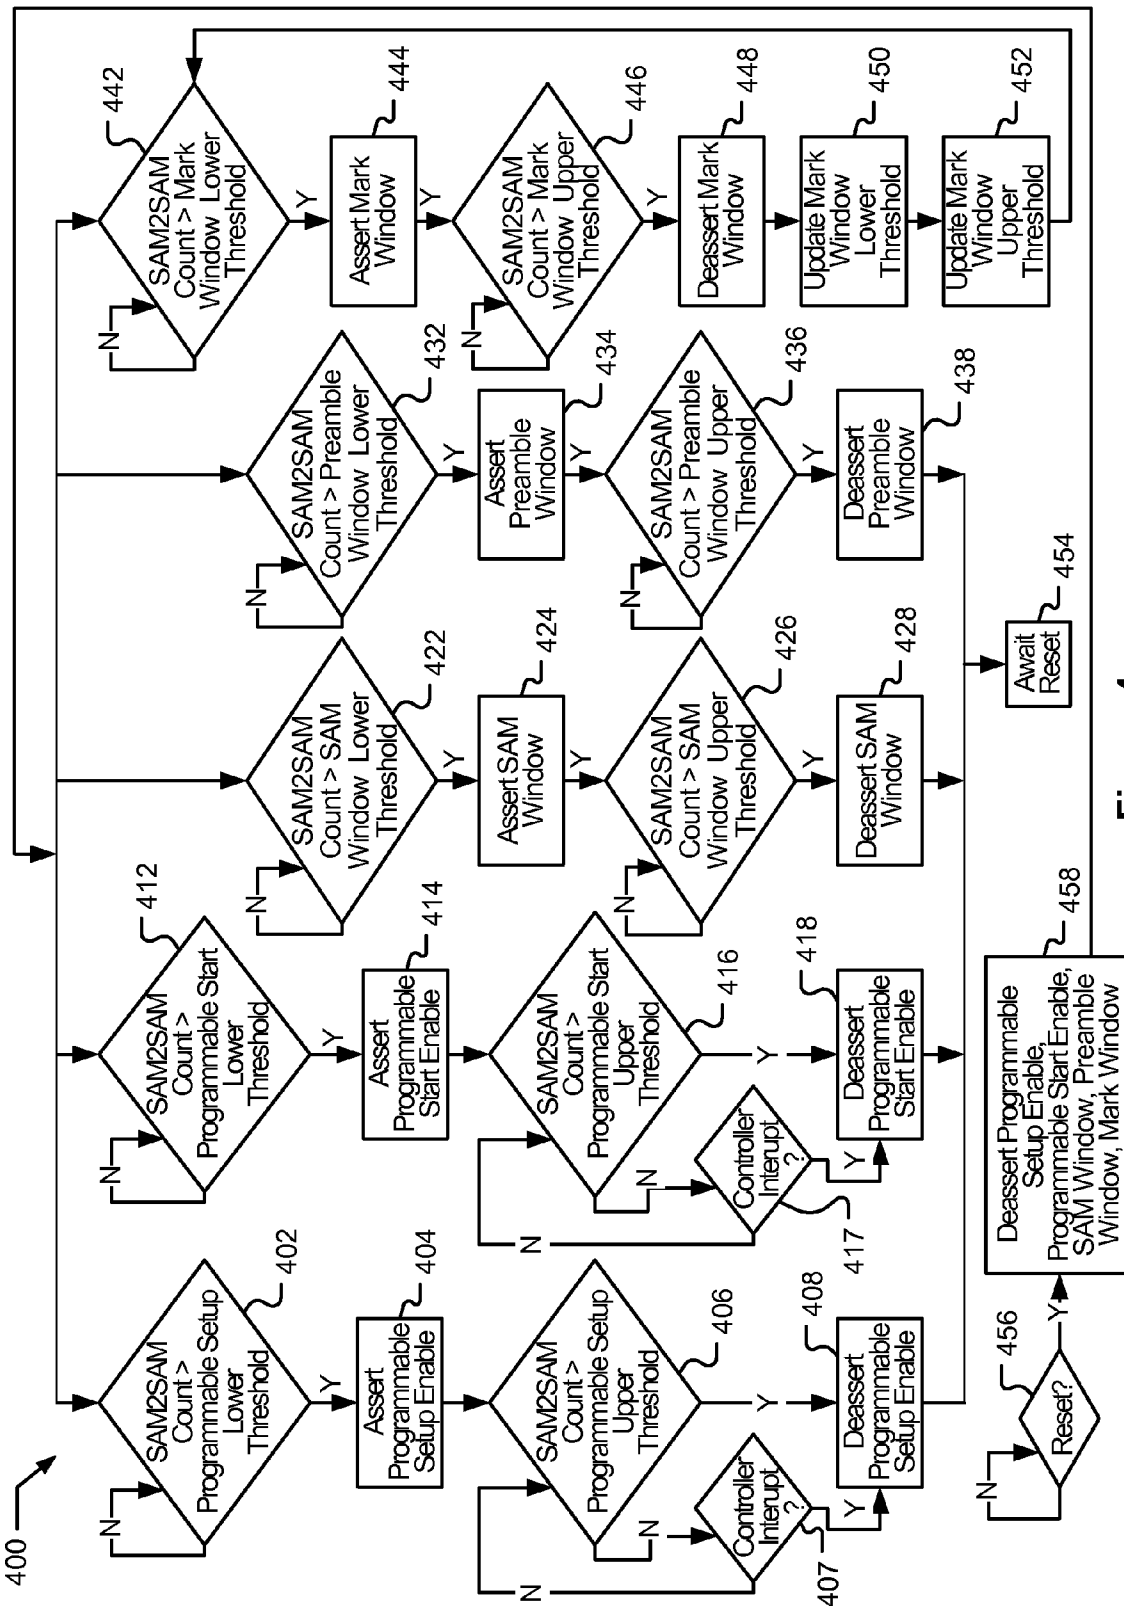 400
SAM2SAM
Count >
Programmable Setup
Lower
Threshold
402
N
Y
Assert
Programmable
Setup Enable
404
SAM2SAM
Count >
Programmable Setup
Upper
Threshold
406
N
N
Y
Controller
Interupt
?
407
Y
Deassert
Programmable
Setup Enable
408
SAM2SAM
Count >
Programmable Start
Lower
Threshold
412
N
Y
Assert
Programmable
Start Enable
414
SAM2SAM
Count >
Programmable Start
Upper
Threshold
416
N
N
Y
Controller
Interupt
?
417
Y
Deassert
Programmable
Start Enable
418
SAM2SAM
Count > SAM
Window Lower
Threshold
422
N
Y
Assert SAM
Window
424
Y
SAM2SAM
Count > SAM
Window Upper
Threshold
426
N
Y
Deassert SAM
Window
428
SAM2SAM
Count > Preamble
Window Lower
Threshold
432
N
Y
Assert
Preamble
Window
434
Y
SAM2SAM
Count > Preamble
Window Upper
Threshold
436
N
Y
Deassert
Preamble
Window
438
SAM2SAM
Count > Mark
Window Lower
Threshold
442
N
Y
Assert Mark
Window
444
Y
SAM2SAM
Count > Mark
Window Upper
Threshold
446
N
Y
Deassert Mark
Window
448
Update Mark
Window
Lower
Threshold
450
Update Mark
Window
Upper
Threshold
452
Await
Reset
454
Reset?
456
N
Y
Deassert Programmable
Setup Enable,
Programmable Start Enable,
SAM Window, Preamble
Window, Mark Window
458